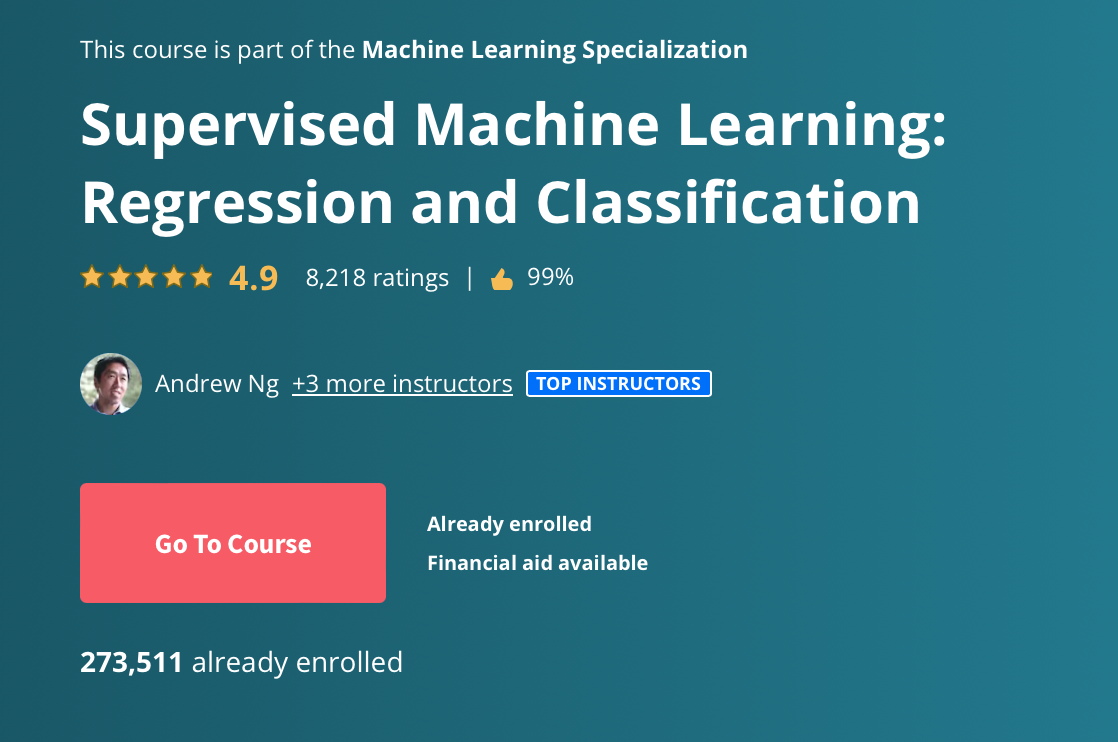 This course is part of the Machine Learning Specialization
Supervised Machine Learning:
Regression and Classification
4.9 8,218 ratings | 99%
Andrew Ng +3 more instructors TOP INSTRUCTORS
Go To Course
Already enrolled
Financial aid available
273,511 already enrolled